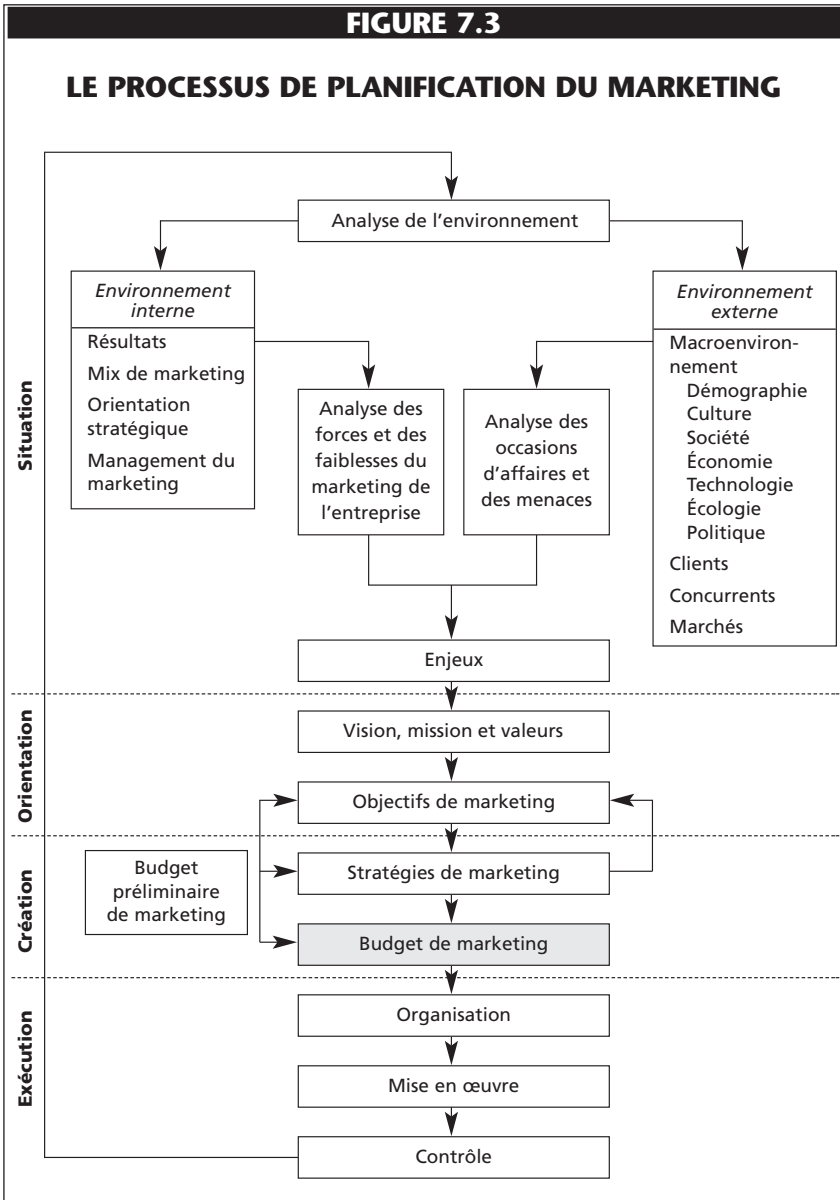 FIGURE 7.3
LE PROCESSUS DE PLANIFICATION DU MARKETING
Situation
Analyse de l'environnement
Environnement
interne
Résultats
Mix de marketing
Orientation
stratégique
Management du
marketing
Analyse des
forces et des
faiblesses du
marketing de
l'entreprise
Analyse des
occasions
d'affaires et
des menaces
Environnement
externe
Macroenviron-
nement
Démographie
Culture
Société
Économie
Technologie
Écologie
Politique
Clients
Concurrents
Marchés
Enjeux
Orientation
Vision, mission et valeurs
Objectifs de marketing
Création
Budget
préliminaire
de marketing
Stratégies de marketing
Budget de marketing
Exécution
Organisation
Mise en œuvre
Contrôle